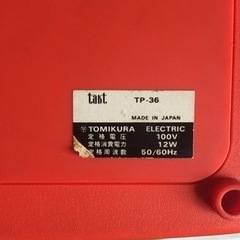 takt TP-36
MADE IN JAPAN
TOMIKURA ELECTRIC
定格電圧 100V
定格消費電力 12W
定格周波数 50/60Hz